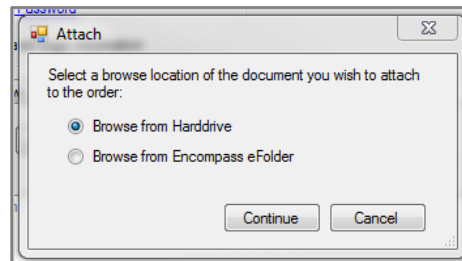 Password
Attach
Select a browse location of the document you wish to attach
to the order:
Browse from Harddrive
Browse from Encompass eFolder
Continue
Cancel